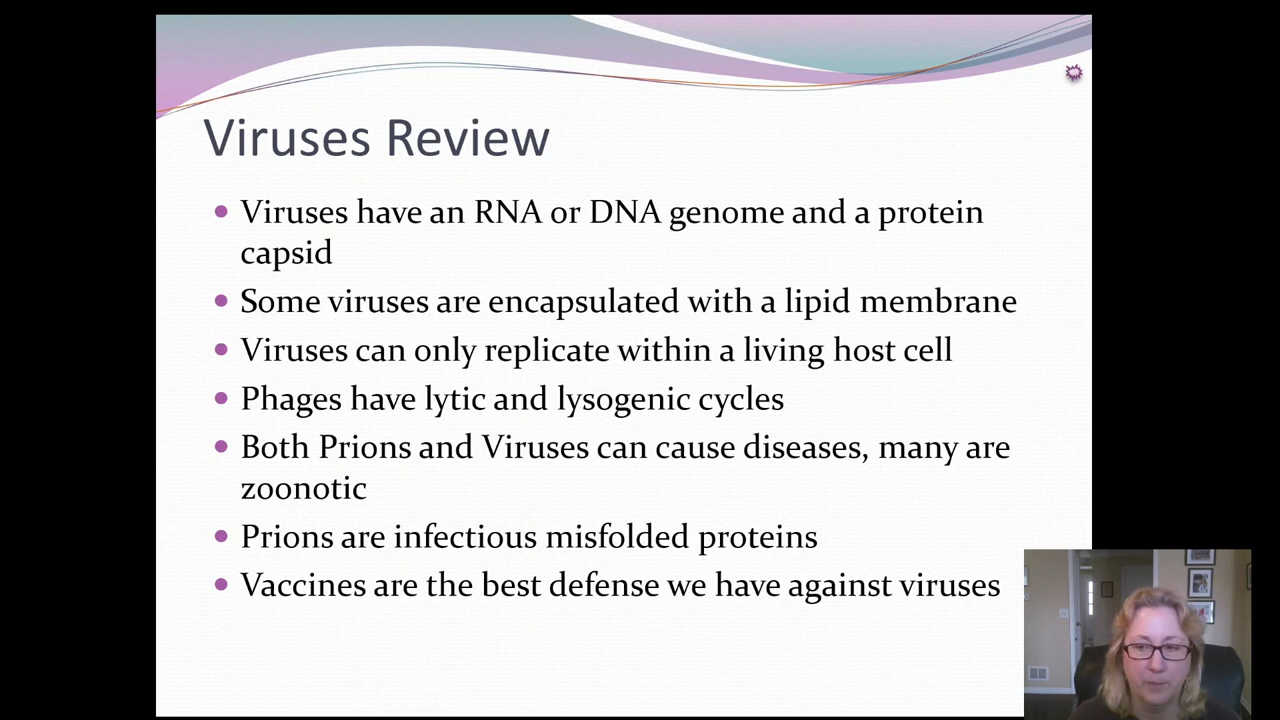 Viruses Review
• Viruses have an RNA or DNA genome and a protein
capsid
• Some viruses are encapsulated with a lipid membrane
• Viruses can only replicate within a living host cell
• Phages have lytic and lysogenic cycles
• Both Prions and Viruses can cause diseases, many are
zoonotic
• Prions are infectious misfolded proteins
• Vaccines are the best defense we have against viruses